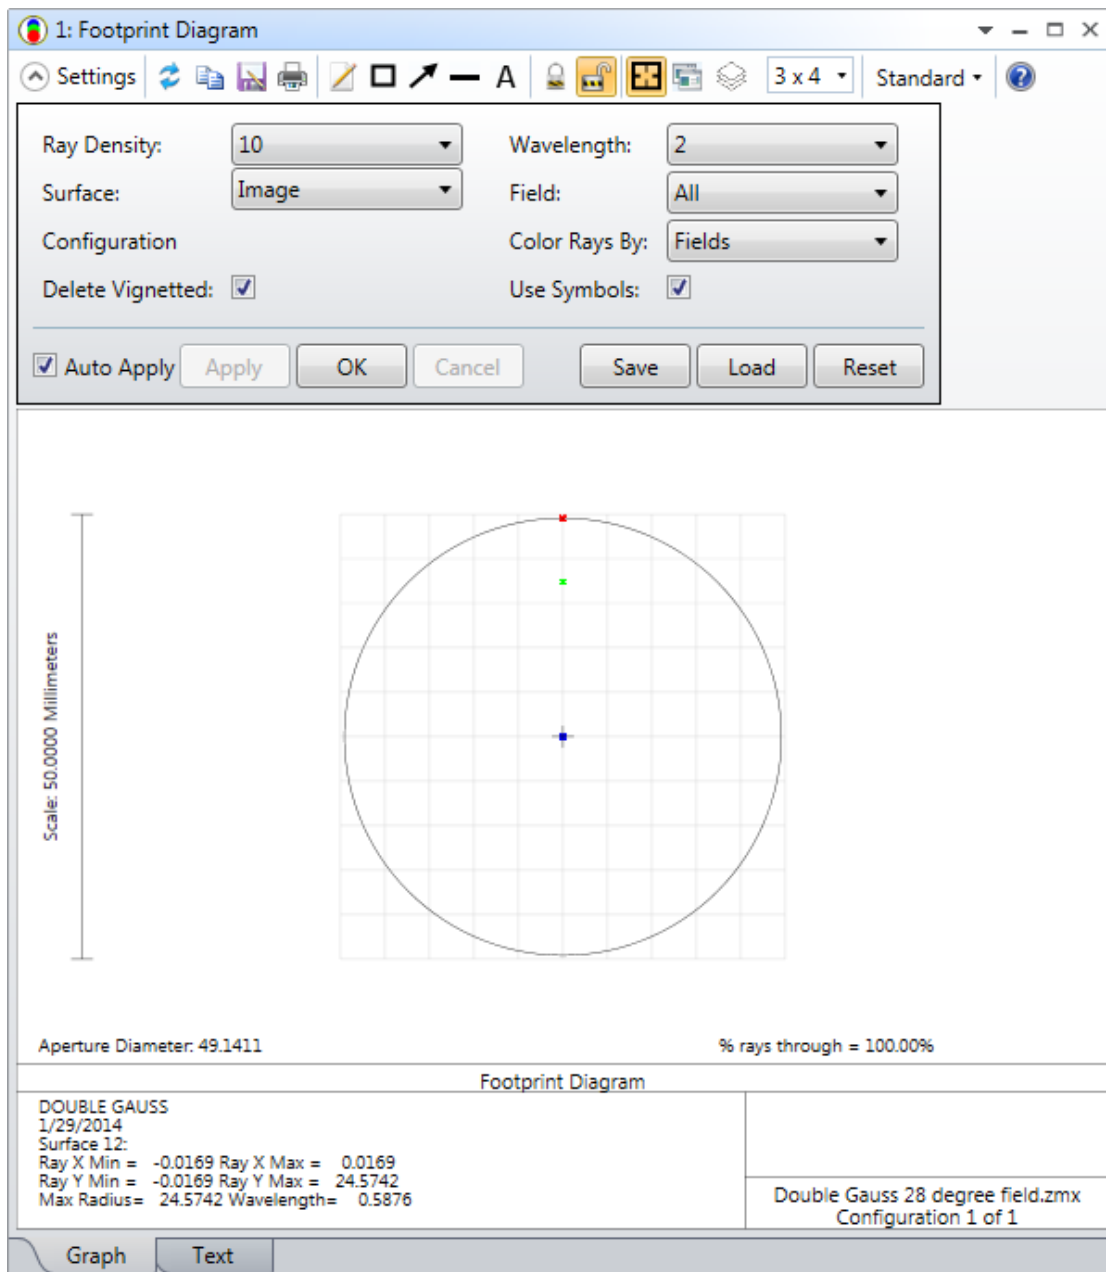 1: Footprint Diagram
Settings A 3 x 4 Standard
Ray Density: 10 Wavelength: 2
Surface: Image Field: All
Configuration Color Rays By: Fields
Delete Vignetted: Use Symbols:
Auto Apply Apply OK Cancel Save Load Reset
Scale: 50.0000 Millimeters
Aperture Diameter: 49.1411 % rays through = 100.00%
Footprint Diagram
DOUBLE GAUSS
1/29/2014
Surface 12:
Ray X Min = -0.0169 Ray X Max = 0.0169
Ray Y Min = -0.0169 Ray Y Max = 24.5742
Max Radius= 24.5742 Wavelength= 0.5876
Double Gauss 28 degree field.zmx
Configuration 1 of 1
Graph Text